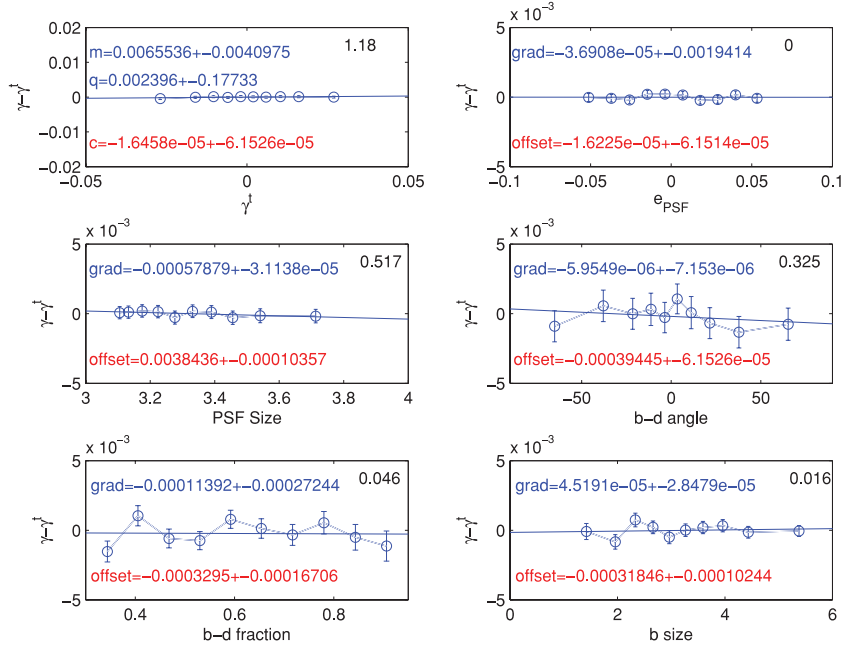 0.02
m=0.0065536+−0.0040975
1.18
0.01
q=0.002396+−0.17733
0
γ−γᵗ
−0.01
c=−1.6458e−05+−6.1526e−05
−0.02
−0.05 0 0.05
γᵗ
x 10⁻³
5
grad=−3.6908e−05+−0.0019414
0
γ−γᵗ
0
offset=−1.6225e−05+−6.1514e−05
−5
−0.1 −0.05 0 0.05 0.1
e_PSF
x 10⁻³
5
grad=−0.00057879+−3.1138e−05
0.517
γ−γᵗ
0
offset=0.0038436+−0.00010357
−5
3 3.2 3.4 3.6 3.8 4
PSF Size
x 10⁻³
5
grad=−5.9549e−06+−7.153e−06
0.325
γ−γᵗ
0
offset=−0.00039445+−6.1526e−05
−5
−50 0 50
b−d angle
x 10⁻³
5
grad=−0.00011392+−0.00027244
0.046
γ−γᵗ
0
offset=−0.0003295+−0.00016706
−5
0.4 0.6 0.8
b−d fraction
x 10⁻³
5
grad=4.5191e−05+−2.8479e−05
0.016
γ−γᵗ
0
offset=−0.00031846+−0.00010244
−5
0 2 4 6
b size